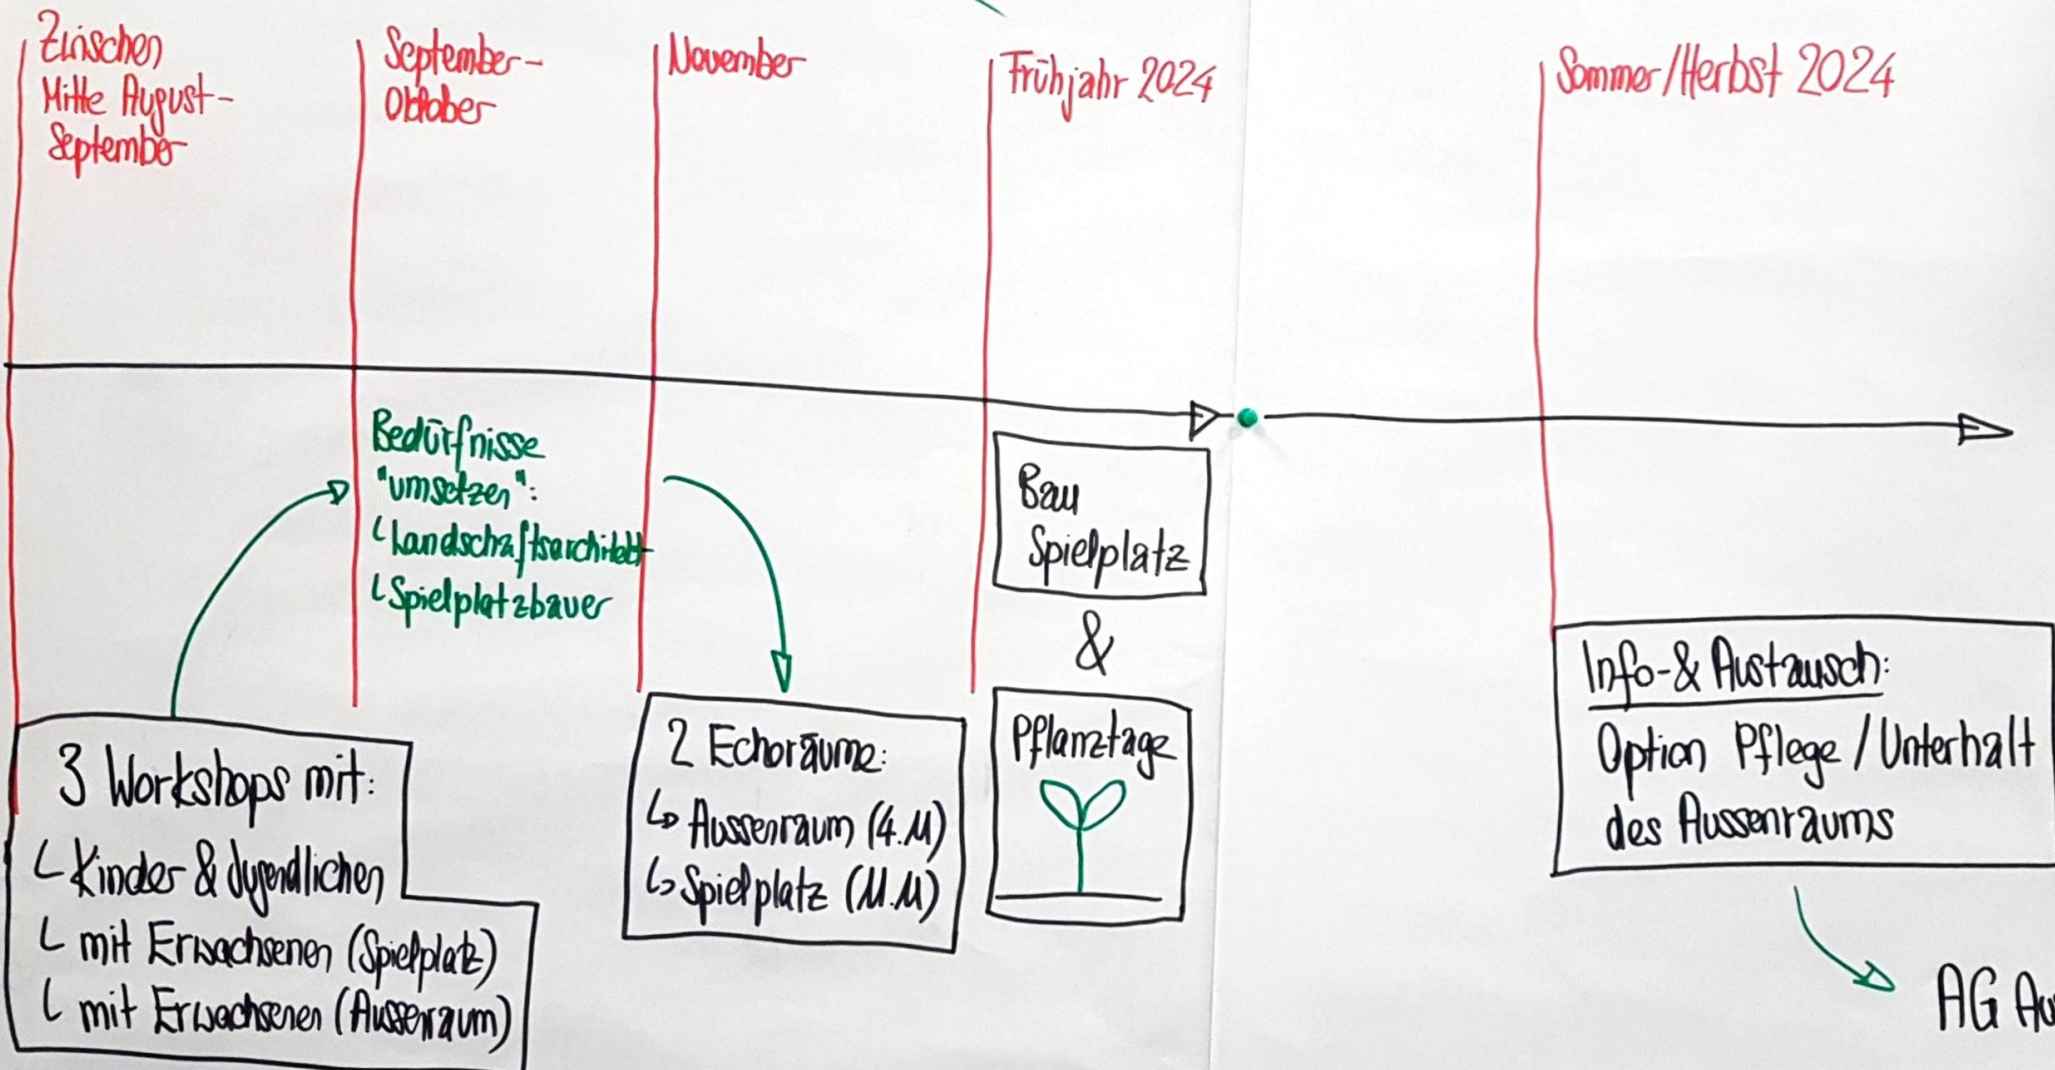 Zwischen
Mitte August-
September
September-
Oktober
November
Frühjahr 2024
Sommer/Herbst 2024
Bedürfnisse
"umsetzen":
Landschaftsarchitekt
Spielplatzbauer
Bau
Spielplatz
&
Pflanztage
3 Workshops mit:
Kinder & Jugendlichen
mit Erwachsenen (Spielplatz)
mit Erwachsenen (Aussenraum)
2 Echoräume:
↳ Aussenraum (4.11)
↳ Spielplatz (11.11)
Info-& Austausch:
Option Pflege / Unterhalt
des Aussenraums
AG Au